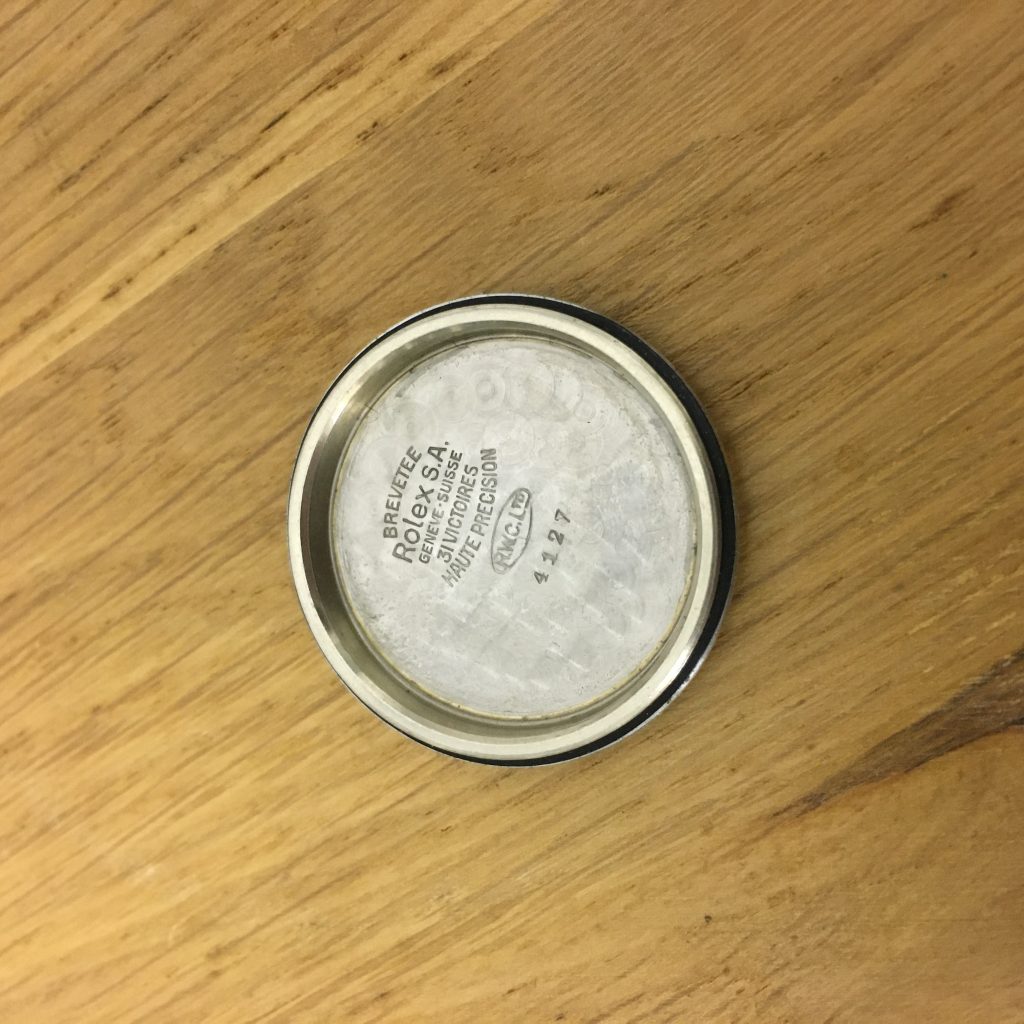 BREVETEE
Rolex S.A.
GENEVE-SUISSE
31 VICTOIRES
HAUTE PRECISION
R.W.C. LTD
4127